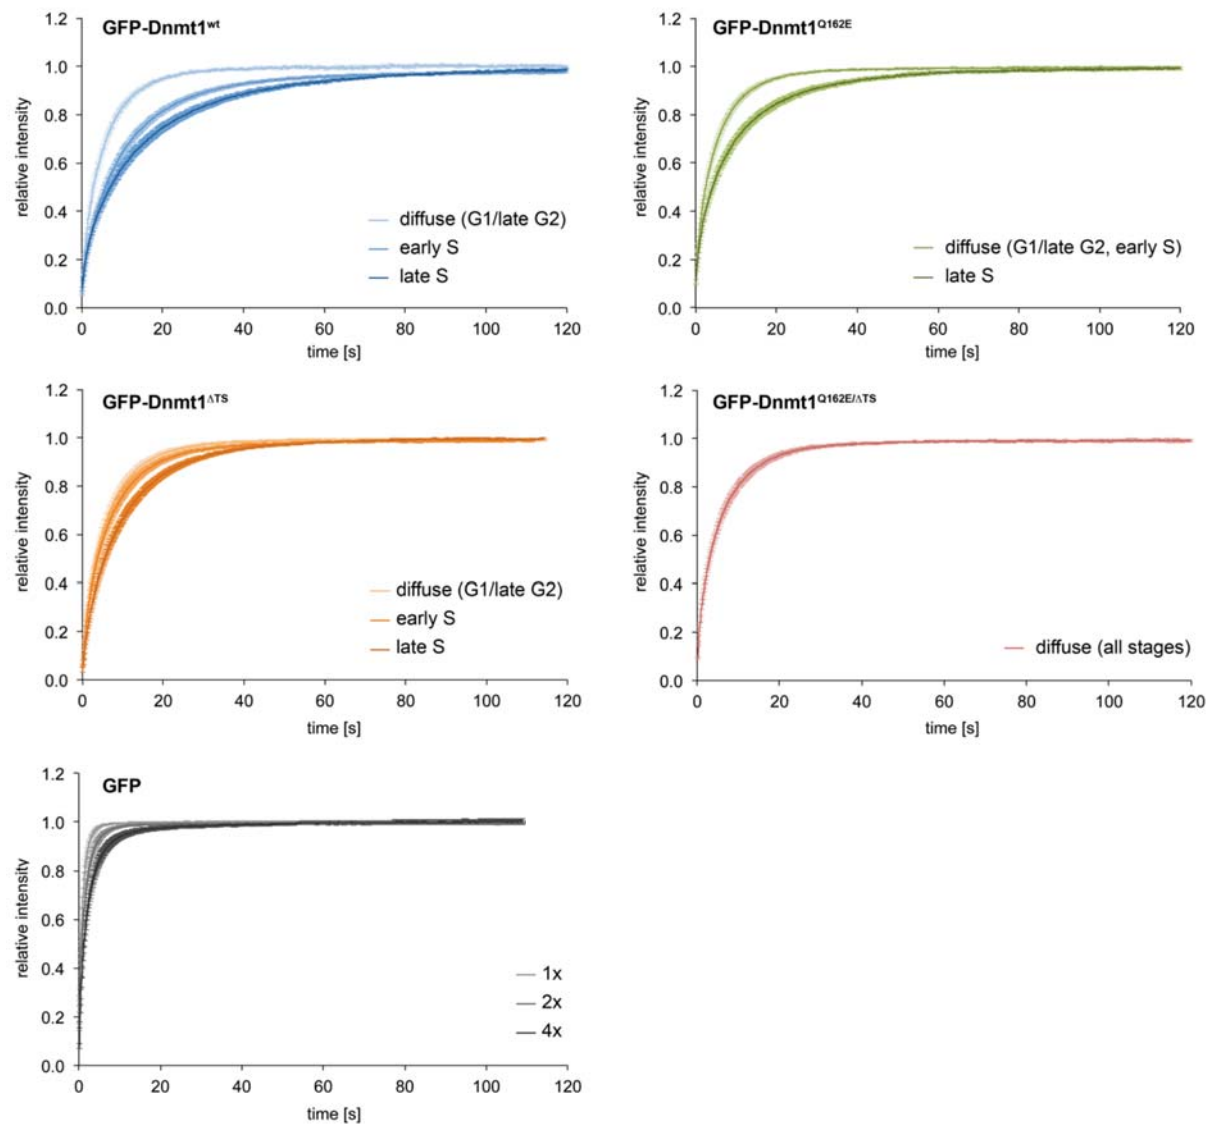 GFP-Dnmt1wt
relative intensity
1.2
1.0
0.8
0.6
0.4
0.2
0.0
diffuse (G1/late G2)
early S
late S
0 20 40 60 80 100 120
time [s]
GFP-Dnmt1Q162E
relative intensity
1.2
1.0
0.8
0.6
0.4
0.2
0.0
diffuse (G1/late G2, early S)
late S
0 20 40 60 80 100 120
time [s]
GFP-Dnmt1ΔTS
relative intensity
1.2
1.0
0.8
0.6
0.4
0.2
0.0
diffuse (G1/late G2)
early S
late S
0 20 40 60 80 100 120
time [s]
GFP-Dnmt1Q162E/ΔTS
relative intensity
1.2
1.0
0.8
0.6
0.4
0.2
0.0
diffuse (all stages)
0 20 40 60 80 100 120
time [s]
GFP
relative intensity
1.2
1.0
0.8
0.6
0.4
0.2
0.0
1x
2x
4x
0 20 40 60 80 100 120
time [s]